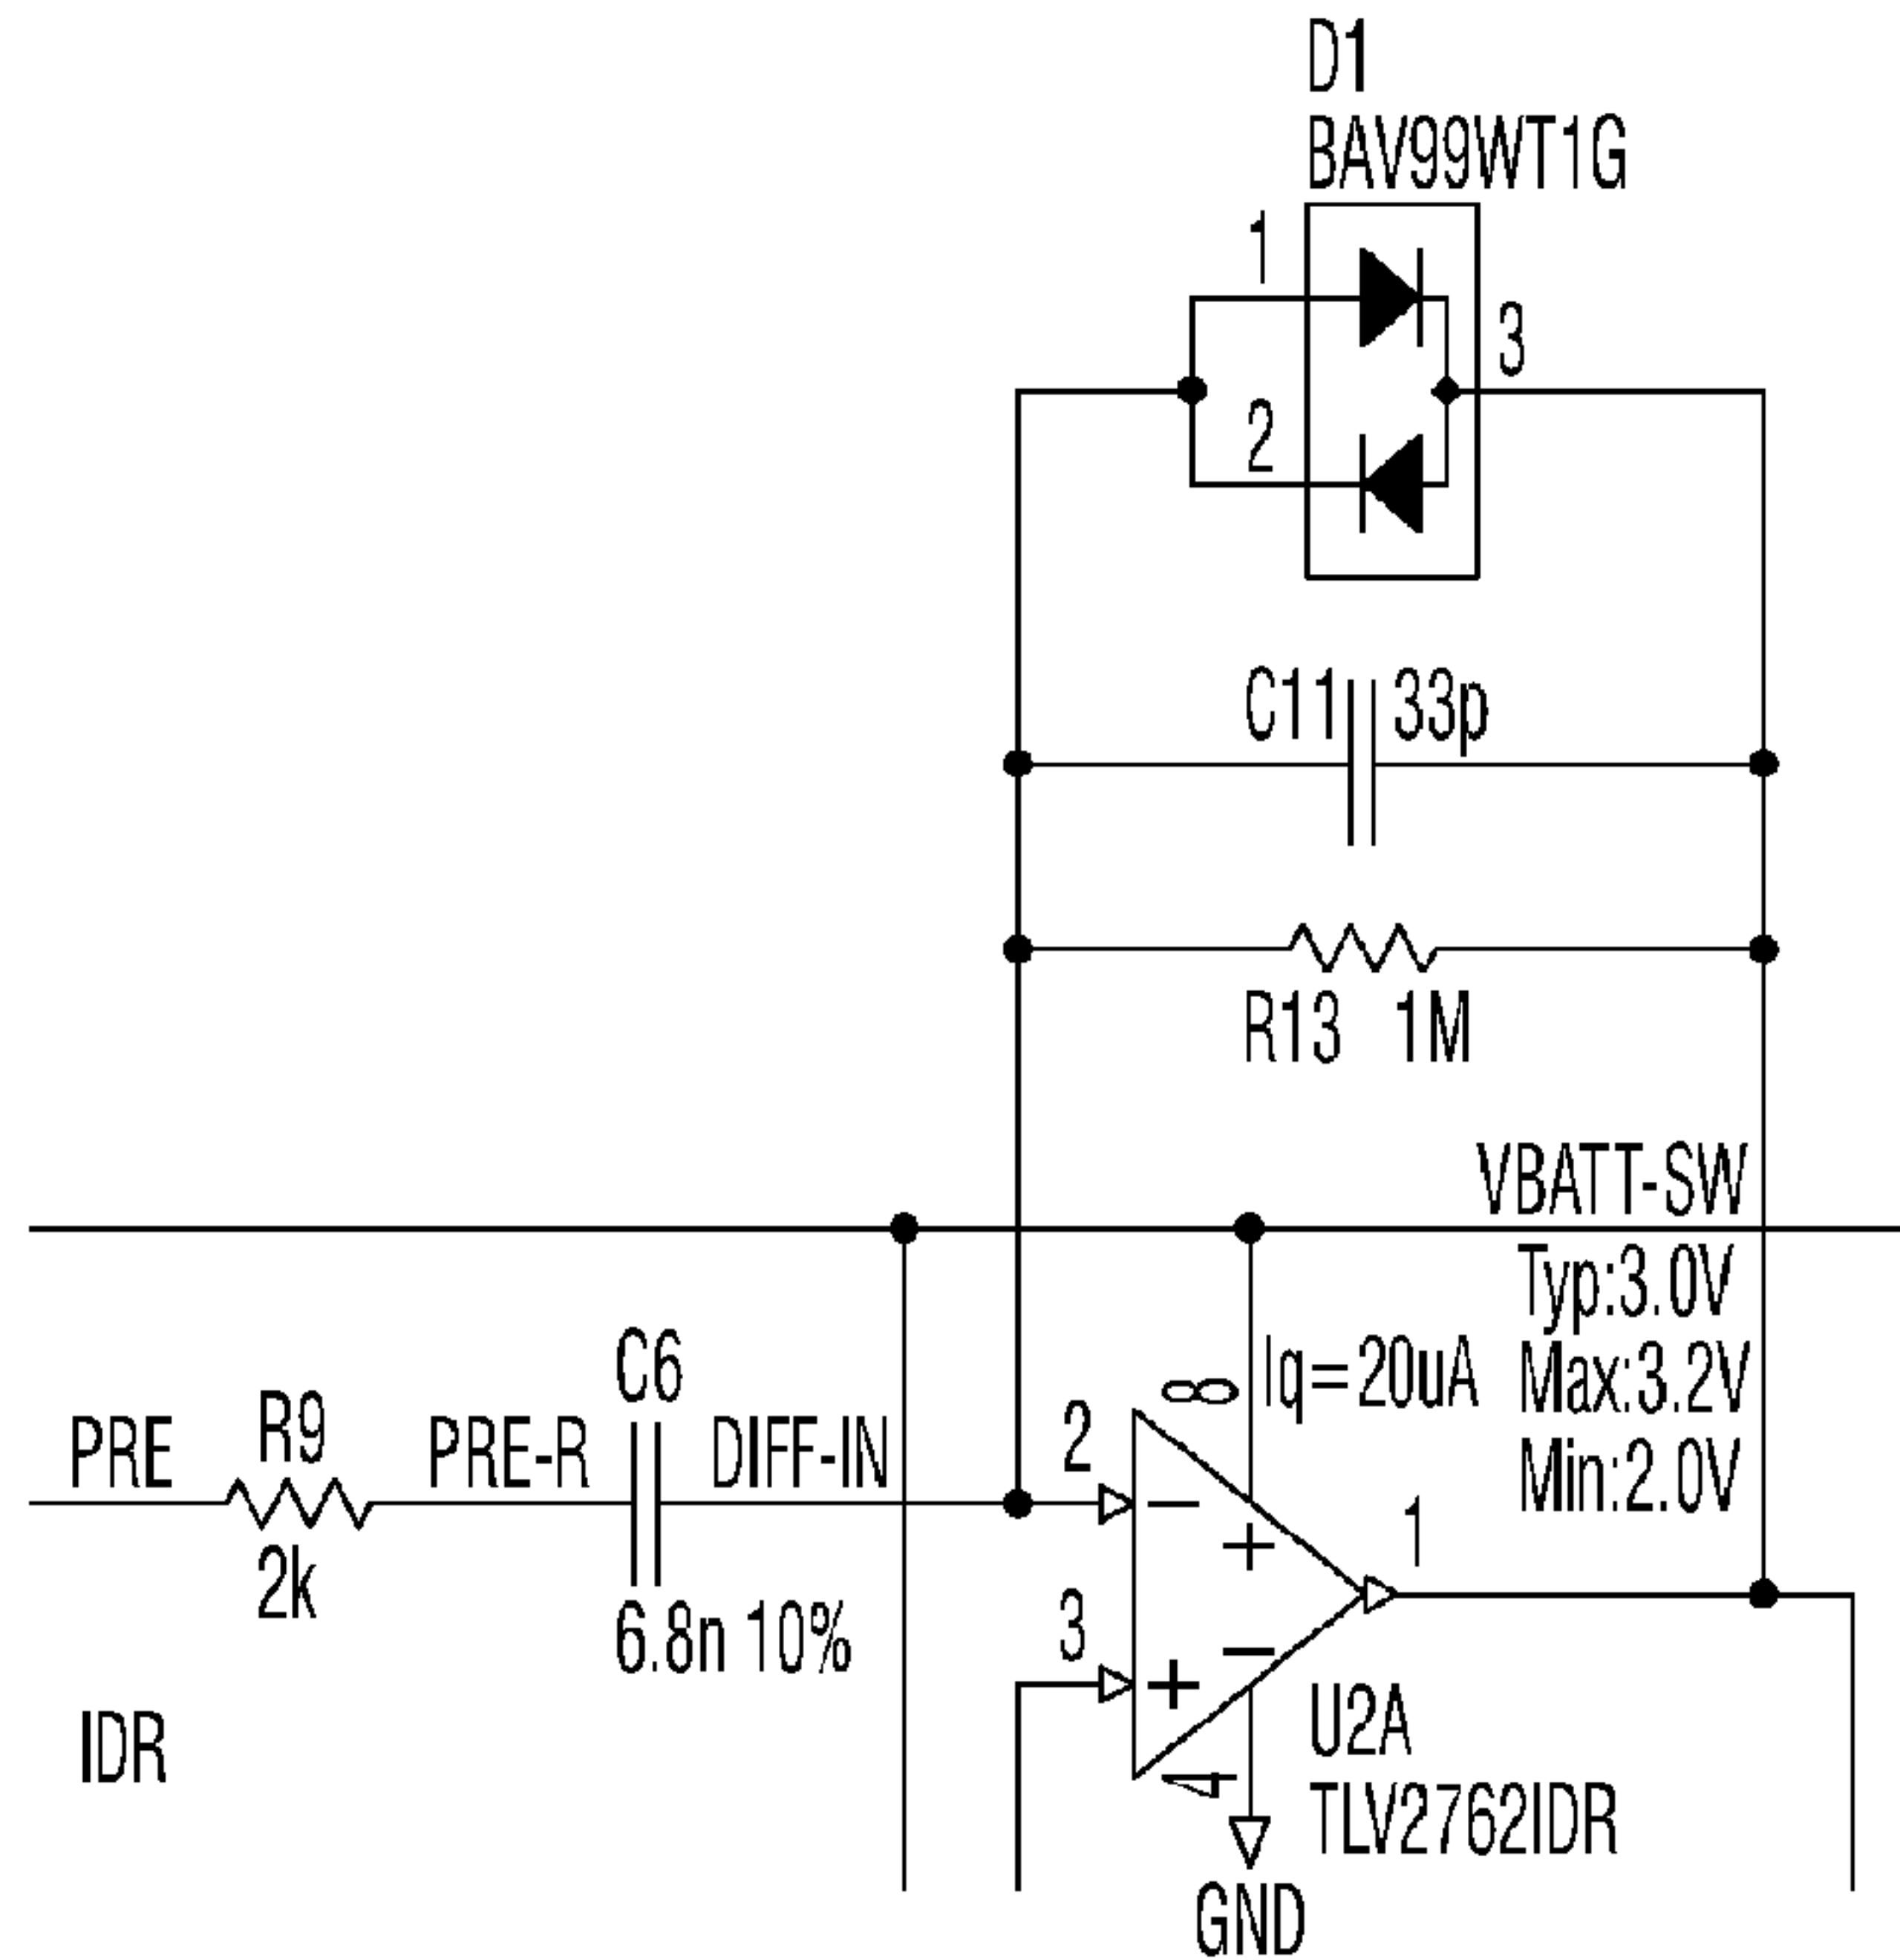 D1
BAV99WT1G
1
3
2
C11 33p
R13 1M
VBATT-SW
Typ:3.0V
Max:3.2V
Min:2.0V
Iq=20uA
8
C6
R9
PRE
PRE-R
DIFF-IN
2
1
2k
6.8n 10%
3
IDR
U2A
TLV2762IDR
4
GND